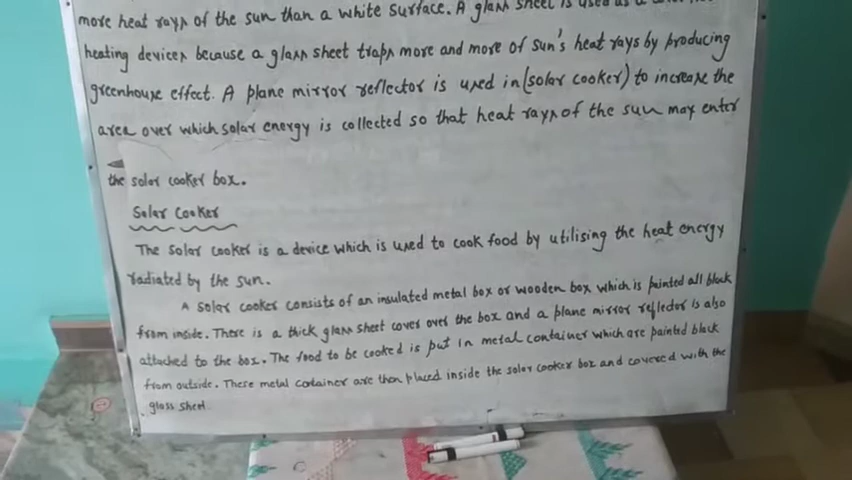 more heat rays of the sun than a white surface. A glass sheet is used as a
heating devices because a glass sheet traps more and more of sun's heat rays by producing
greenhouse effect. A plane mirror reflector is used in (solar cooker) to increase the
area over which solar energy is collected so that heat rays of the sun may enter
the solar cooker box.
Solar Cooker
The solar cooker is a device which is used to cook food by utilising the heat energy
radiated by the sun.
A solar cooker consists of an insulated metal box or wooden box which is painted all black
from inside. There is a thick glass sheet cover over the box and a plane mirror reflector is also
attached to the box. The food to be cooked is put in metal container which are painted black
from outside. These metal container are then placed inside the solar cooker box and covered with the
glass sheet.